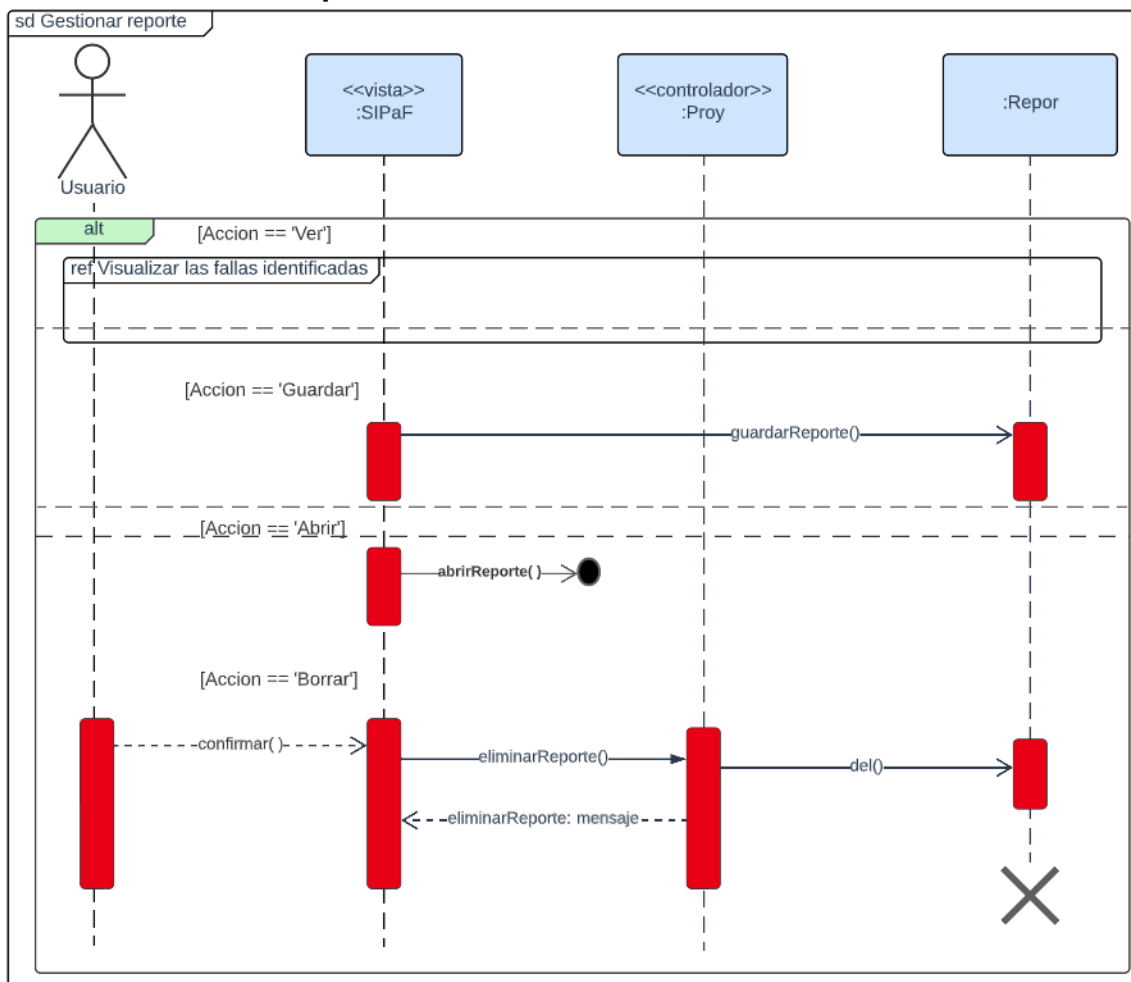 sd Gestionar reporte
<<vista>>
:SIPaF
<<controlador>>
:Proy
:Repor
Usuario
alt
[Accion == 'Ver']
ref Visualizar las fallas identificadas
[Accion == 'Guardar']
guardarReporte()
[Accion == 'Abrir']
abrirReporte( )
[Accion == 'Borrar']
confirmar( )
eliminarReporte()
del()
eliminarReporte: mensaje